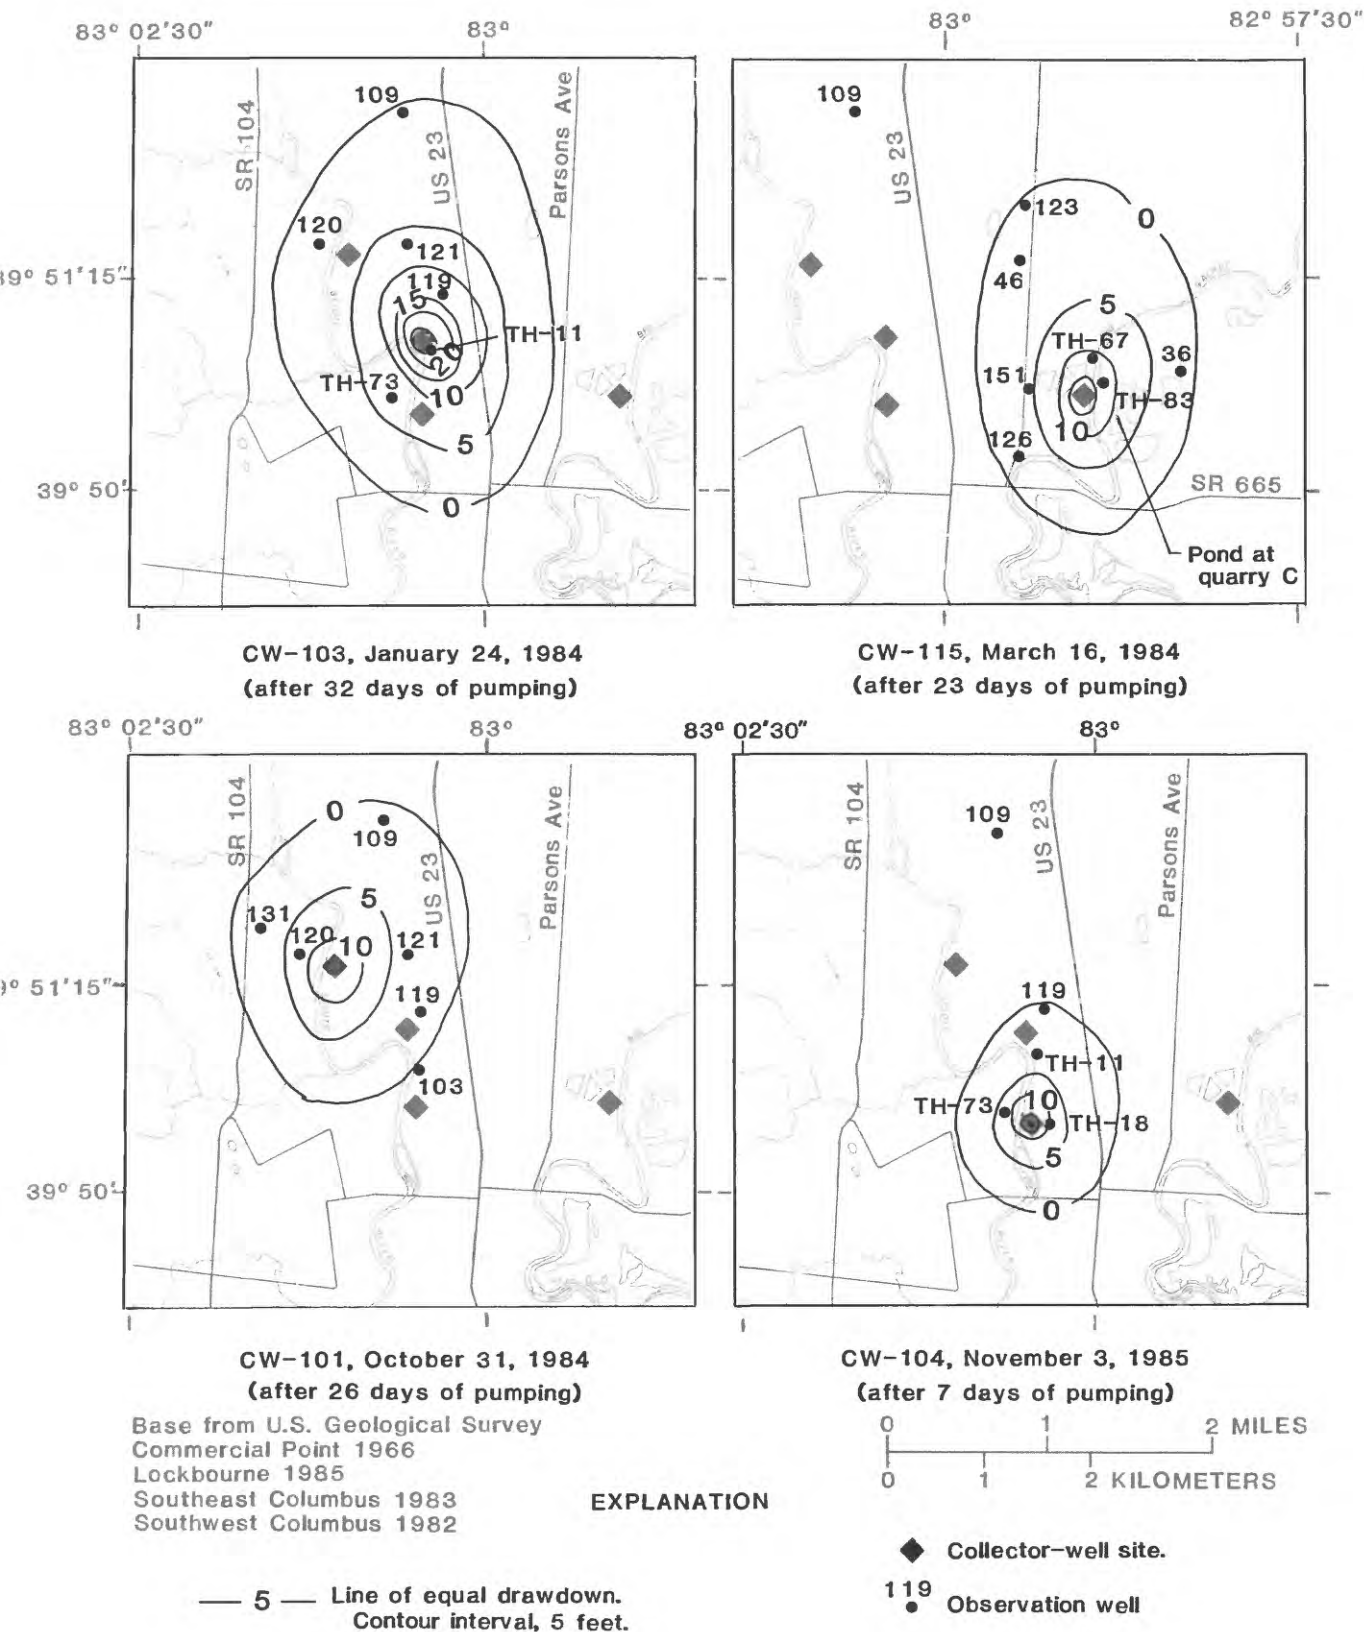 83° 02'30"
83°
83°
82° 57'30"
109
SR 104
US 23
Parsons Ave
120
121
39° 51'15"
119
15
TH-11
20
TH-73
10
5
39° 50'
0
CW-103, January 24, 1984
(after 32 days of pumping)
109
US 23
123
0
46
5
TH-67
36
151
TH-83
10
126
SR 665
Pond at
quarry C
CW-115, March 16, 1984
(after 23 days of pumping)
83° 02'30"
83°
83° 02'30"
83°
0
109
SR 104
US 23
Parsons Ave
5
131
120
10
121
9° 51'15"
119
103
39° 50'
CW-101, October 31, 1984
(after 26 days of pumping)
109
SR 104
US 23
Parsons Ave
119
TH-11
TH-73
10
TH-18
5
0
CW-104, November 3, 1985
(after 7 days of pumping)
Base from U.S. Geological Survey
Commercial Point 1966
Lockbourne 1985
Southeast Columbus 1983
Southwest Columbus 1982
0 1 2 MILES
0 1 2 KILOMETERS
EXPLANATION
Collector-well site.
— 5 — Line of equal drawdown.
Contour interval, 5 feet.
119
Observation well